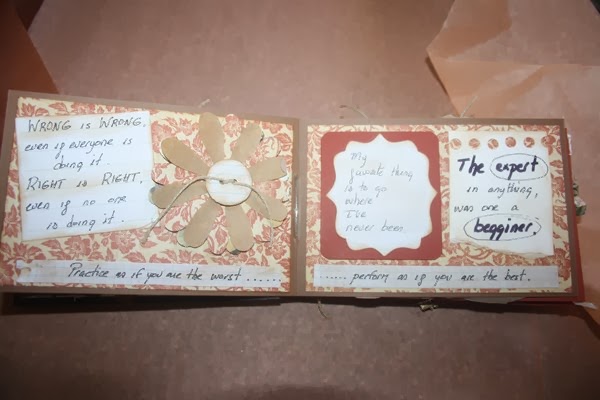 WRONG is WRONG,
even if everyone is
doing it.
RIGHT is RIGHT,
even if no one
is doing it.
Practice as if you are the worst ......
My
favorite thing
is to go
where
I've
never been.
The expert
in anything,
was one a
begginer.
...... perform as if you are the best.